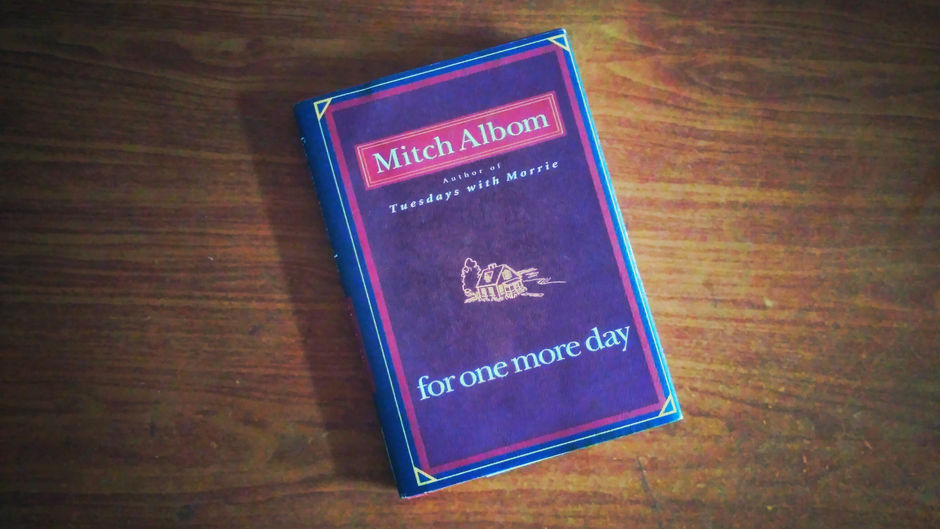 Mitch Albom
Author of
Tuesdays with Morrie
for one more day